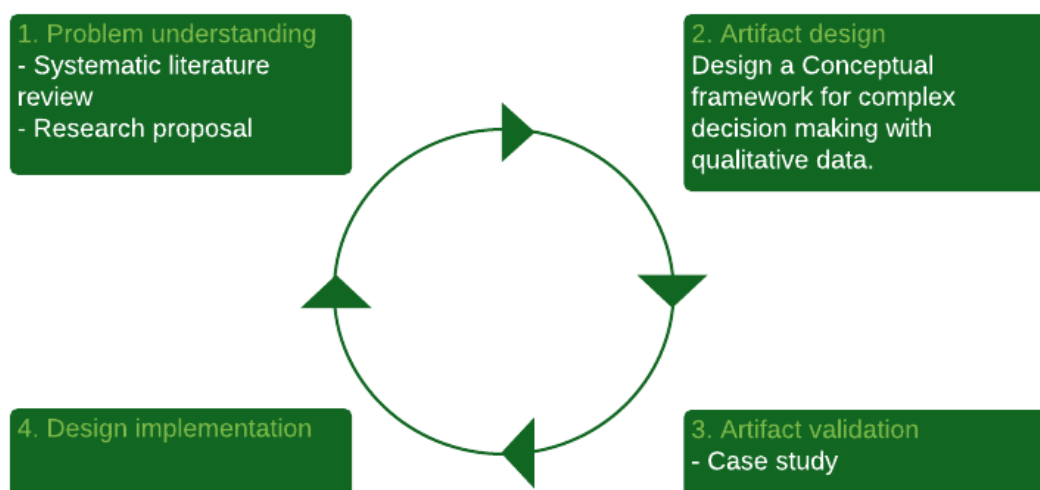 1. Problem understanding
- Systematic literature
review
- Research proposal
2. Artifact design
Design a Conceptual
framework for complex
decision making with
qualitative data.
4. Design implementation
3. Artifact validation
- Case study